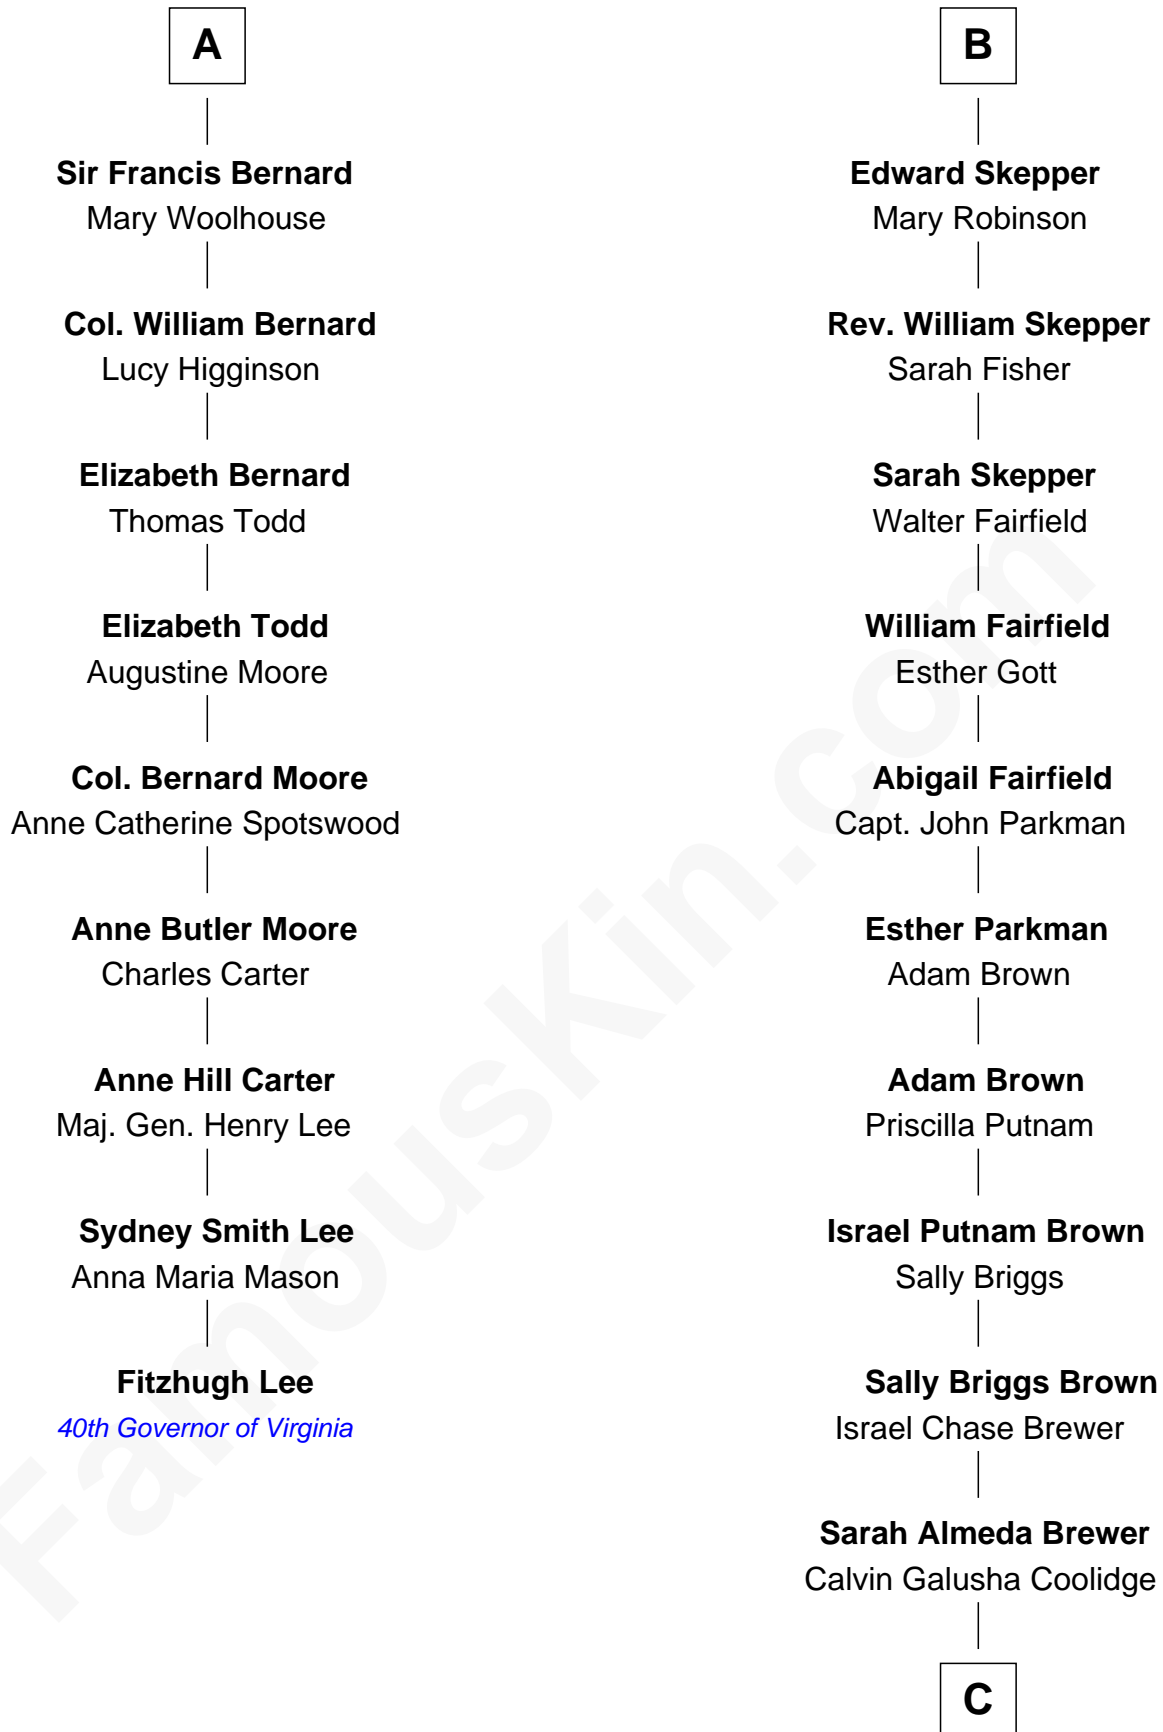 A
Sir Francis Bernard
Mary Woolhouse
Col. William Bernard
Lucy Higginson
Elizabeth Bernard
Thomas Todd
Elizabeth Todd
Augustine Moore
Col. Bernard Moore
Anne Catherine Spotswood
Anne Butler Moore
Charles Carter
Anne Hill Carter
Maj. Gen. Henry Lee
Sydney Smith Lee
Anna Maria Mason
Fitzhugh Lee
40th Governor of Virginia
B
Edward Skepper
Mary Robinson
Rev. William Skepper
Sarah Fisher
Sarah Skepper
Walter Fairfield
William Fairfield
Esther Gott
Abigail Fairfield
Capt. John Parkman
Esther Parkman
Adam Brown
Adam Brown
Priscilla Putnam
Israel Putnam Brown
Sally Briggs
Sally Briggs Brown
Israel Chase Brewer
Sarah Almeda Brewer
Calvin Galusha Coolidge
C
FamousKin.com